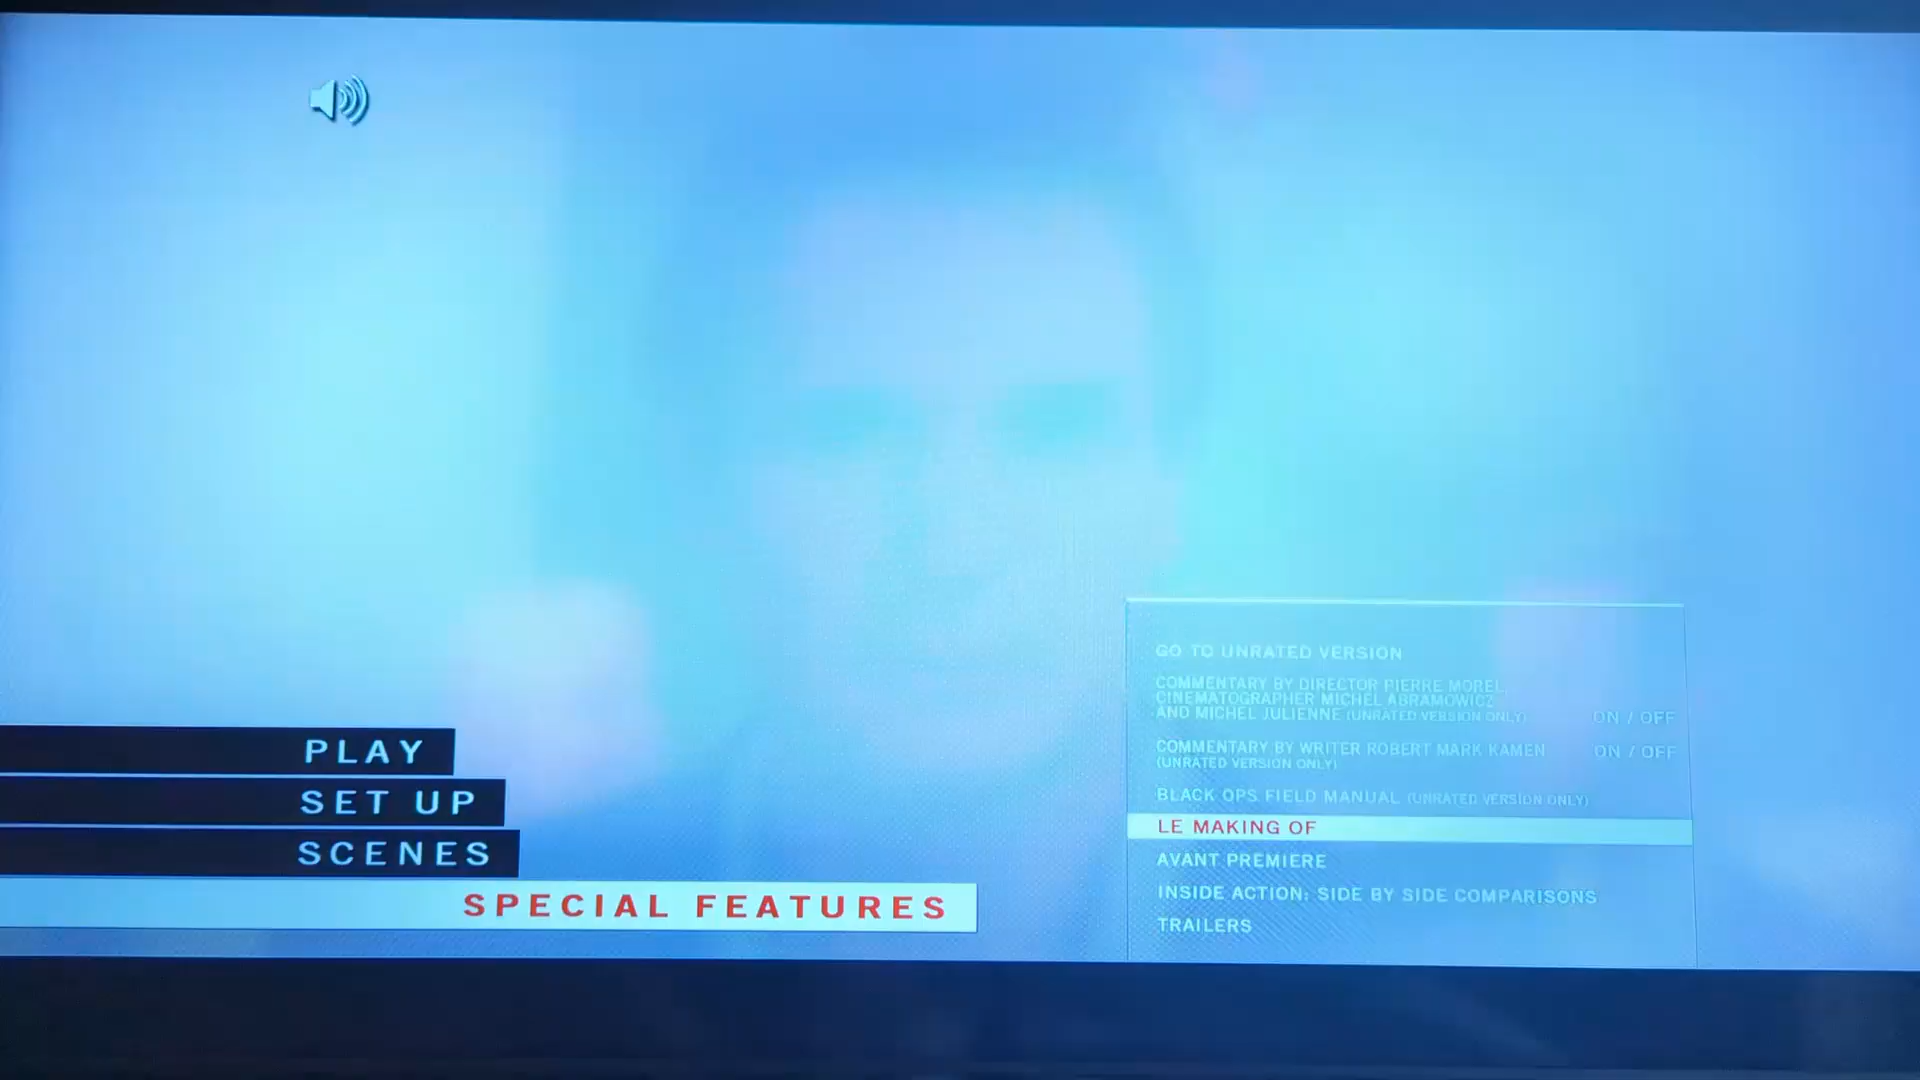 PLAY
SET UP
SCENES
SPECIAL FEATURES
GO TO UNRATED VERSION
COMMENTARY BY DIRECTOR PIERRE MOREL,
CINEMATOGRAPHER MICHEL ABRAMOWICZ
AND MICHEL JULIENNE (UNRATED VERSION ONLY) ON / OFF
COMMENTARY BY WRITER ROBERT MARK KAMEN ON / OFF
(UNRATED VERSION ONLY)
BLACK OPS FIELD MANUAL (UNRATED VERSION ONLY)
LE MAKING OF
AVANT PREMIERE
INSIDE ACTION: SIDE BY SIDE COMPARISONS
TRAILERS